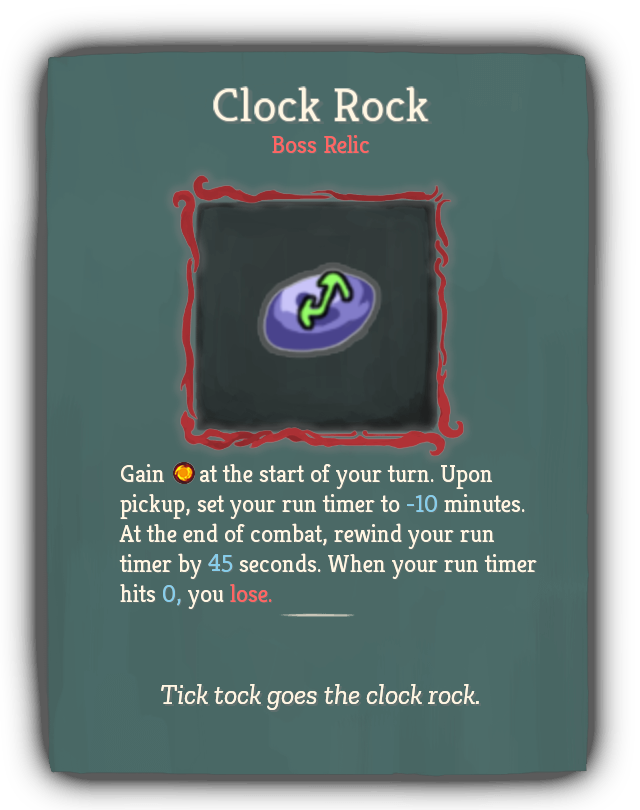 Clock Rock
Boss Relic
Gain at the start of your turn. Upon
pickup, set your run timer to -10 minutes.
At the end of combat, rewind your run
timer by 45 seconds. When your run timer
hits 0, you lose.
Tick tock goes the clock rock.